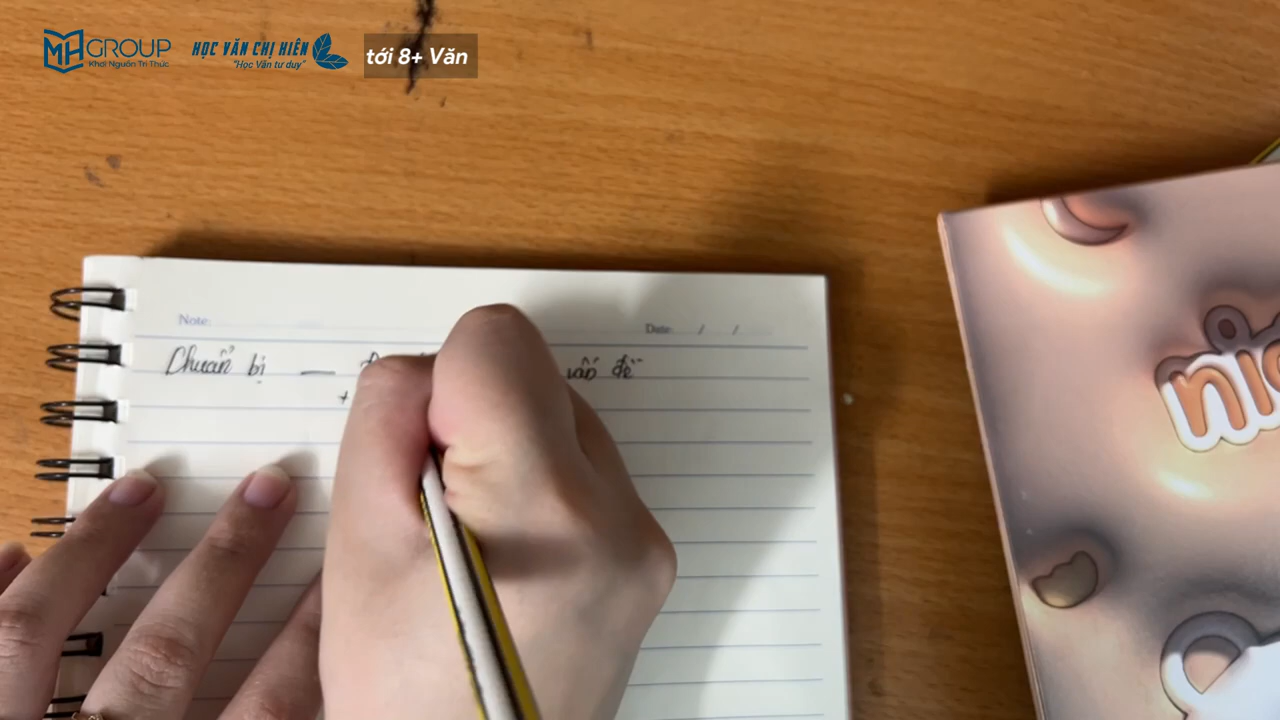 MH GROUP
Khơi Nguồn Tri Thức
HỌC VĂN CHỊ HIÊN
"Học Văn tư duy"
tới 8+ Văn
Note:
Date: / /
Chuẩn bị — vấn đề
+